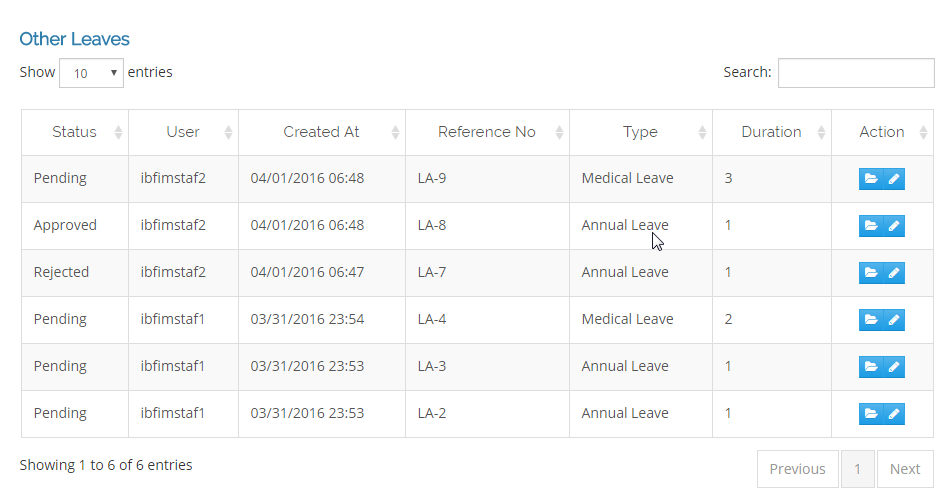 Other Leaves
Show 10 entries Search:
Status User Created At Reference No Type Duration Action
Pending ibfimstaf2 04/01/2016 06:48 LA-9 Medical Leave 3
Approved ibfimstaf2 04/01/2016 06:48 LA-8 Annual Leave 1
Rejected ibfimstaf2 04/01/2016 06:47 LA-7 Annual Leave 1
Pending ibfimstaf1 03/31/2016 23:54 LA-4 Medical Leave 2
Pending ibfimstaf1 03/31/2016 23:53 LA-3 Annual Leave 1
Pending ibfimstaf1 03/31/2016 23:53 LA-2 Annual Leave 1
Showing 1 to 6 of 6 entries Previous 1 Next